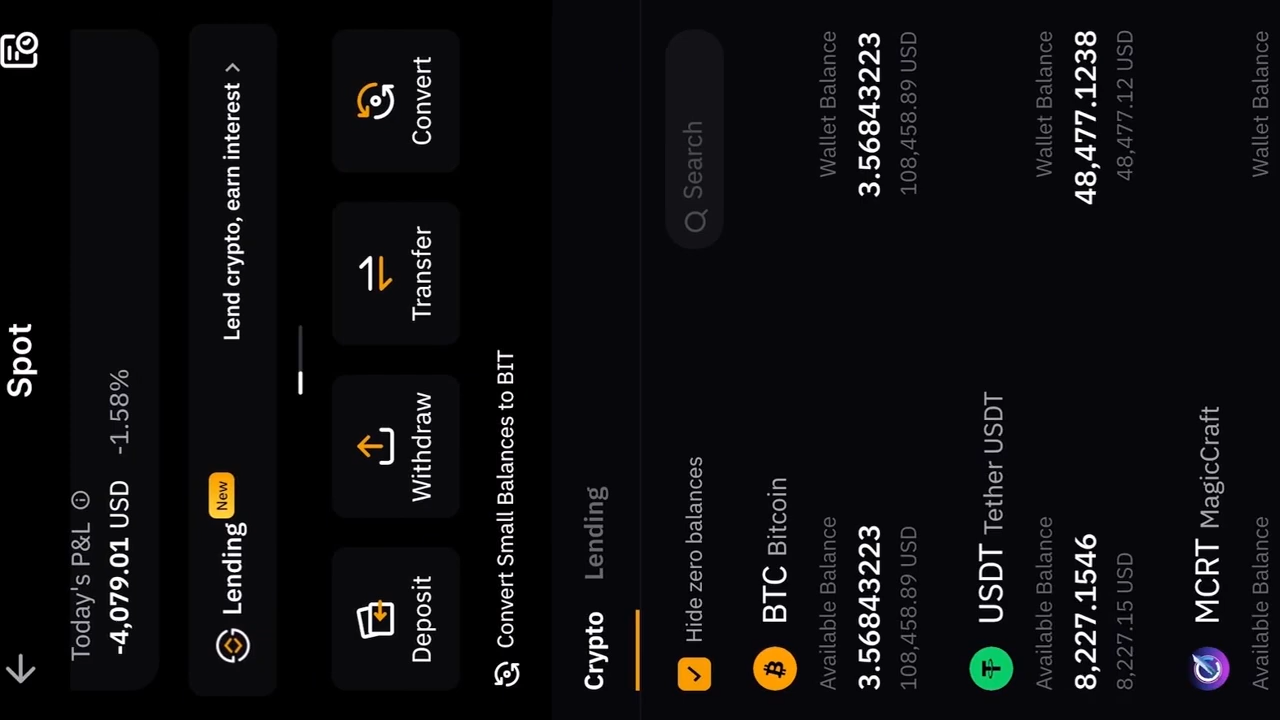 Spot
Today's P&L
-4,079.01 USD -1.58%
Lending New Lend crypto, earn interest >
Deposit Withdraw Transfer Convert
Convert Small Balances to BIT
Crypto Lending
Hide zero balances Search
BTC Bitcoin
Available Balance Wallet Balance
3.56843223 3.56843223
108,458.89 USD 108,458.89 USD
USDT Tether USDT
Available Balance Wallet Balance
8,227.1546 48,477.1238
8,227.15 USD 48,477.12 USD
MCRT MagicCraft
Available Balance Wallet Balance